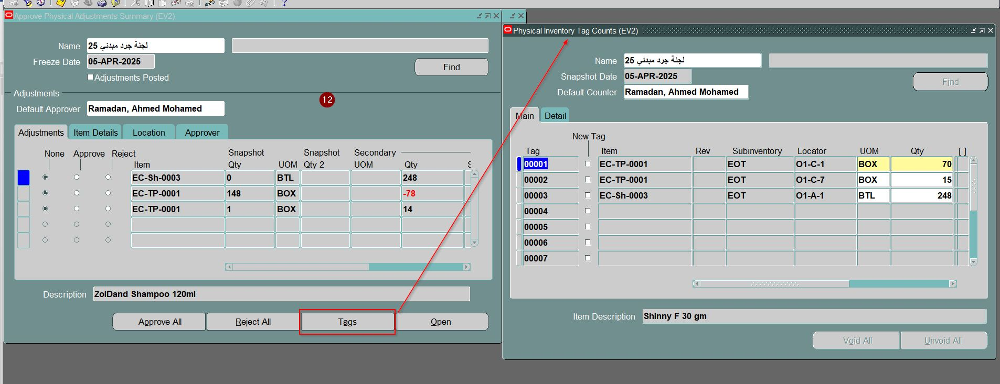 Approve Physical Adjustments Summary (EV2)
Name لجنة جرد مبدني 25
Freeze Date 05-APR-2025
Find
Adjustments Posted
Adjustments
12
Default Approver Ramadan, Ahmed Mohamed
Adjustments Item Details Location Approver
None Approve Reject
Snapshot Snapshot Secondary
Item Qty UOM Qty 2 UOM Qty S
EC-Sh-0003 0 BTL 248
EC-TP-0001 148 BOX -78
EC-TP-0001 1 BOX 14
Description ZolDand Shampoo 120ml
Approve All Reject All Tags Open
Physical Inventory Tag Counts (EV2)
Name لجنة جرد مبدني 25
Snapshot Date 05-APR-2025
Find
Default Counter Ramadan, Ahmed Mohamed
Main Detail
New Tag
Tag Item Rev Subinventory Locator UOM Qty [ ]
00001 EC-TP-0001 EOT O1-C-1 BOX 70
00002 EC-TP-0001 EOT O1-C-7 BOX 15
00003 EC-Sh-0003 EOT O1-A-1 BTL 248
00004
00005
00006
00007
Item Description Shinny F 30 gm
Void All Unvoid All